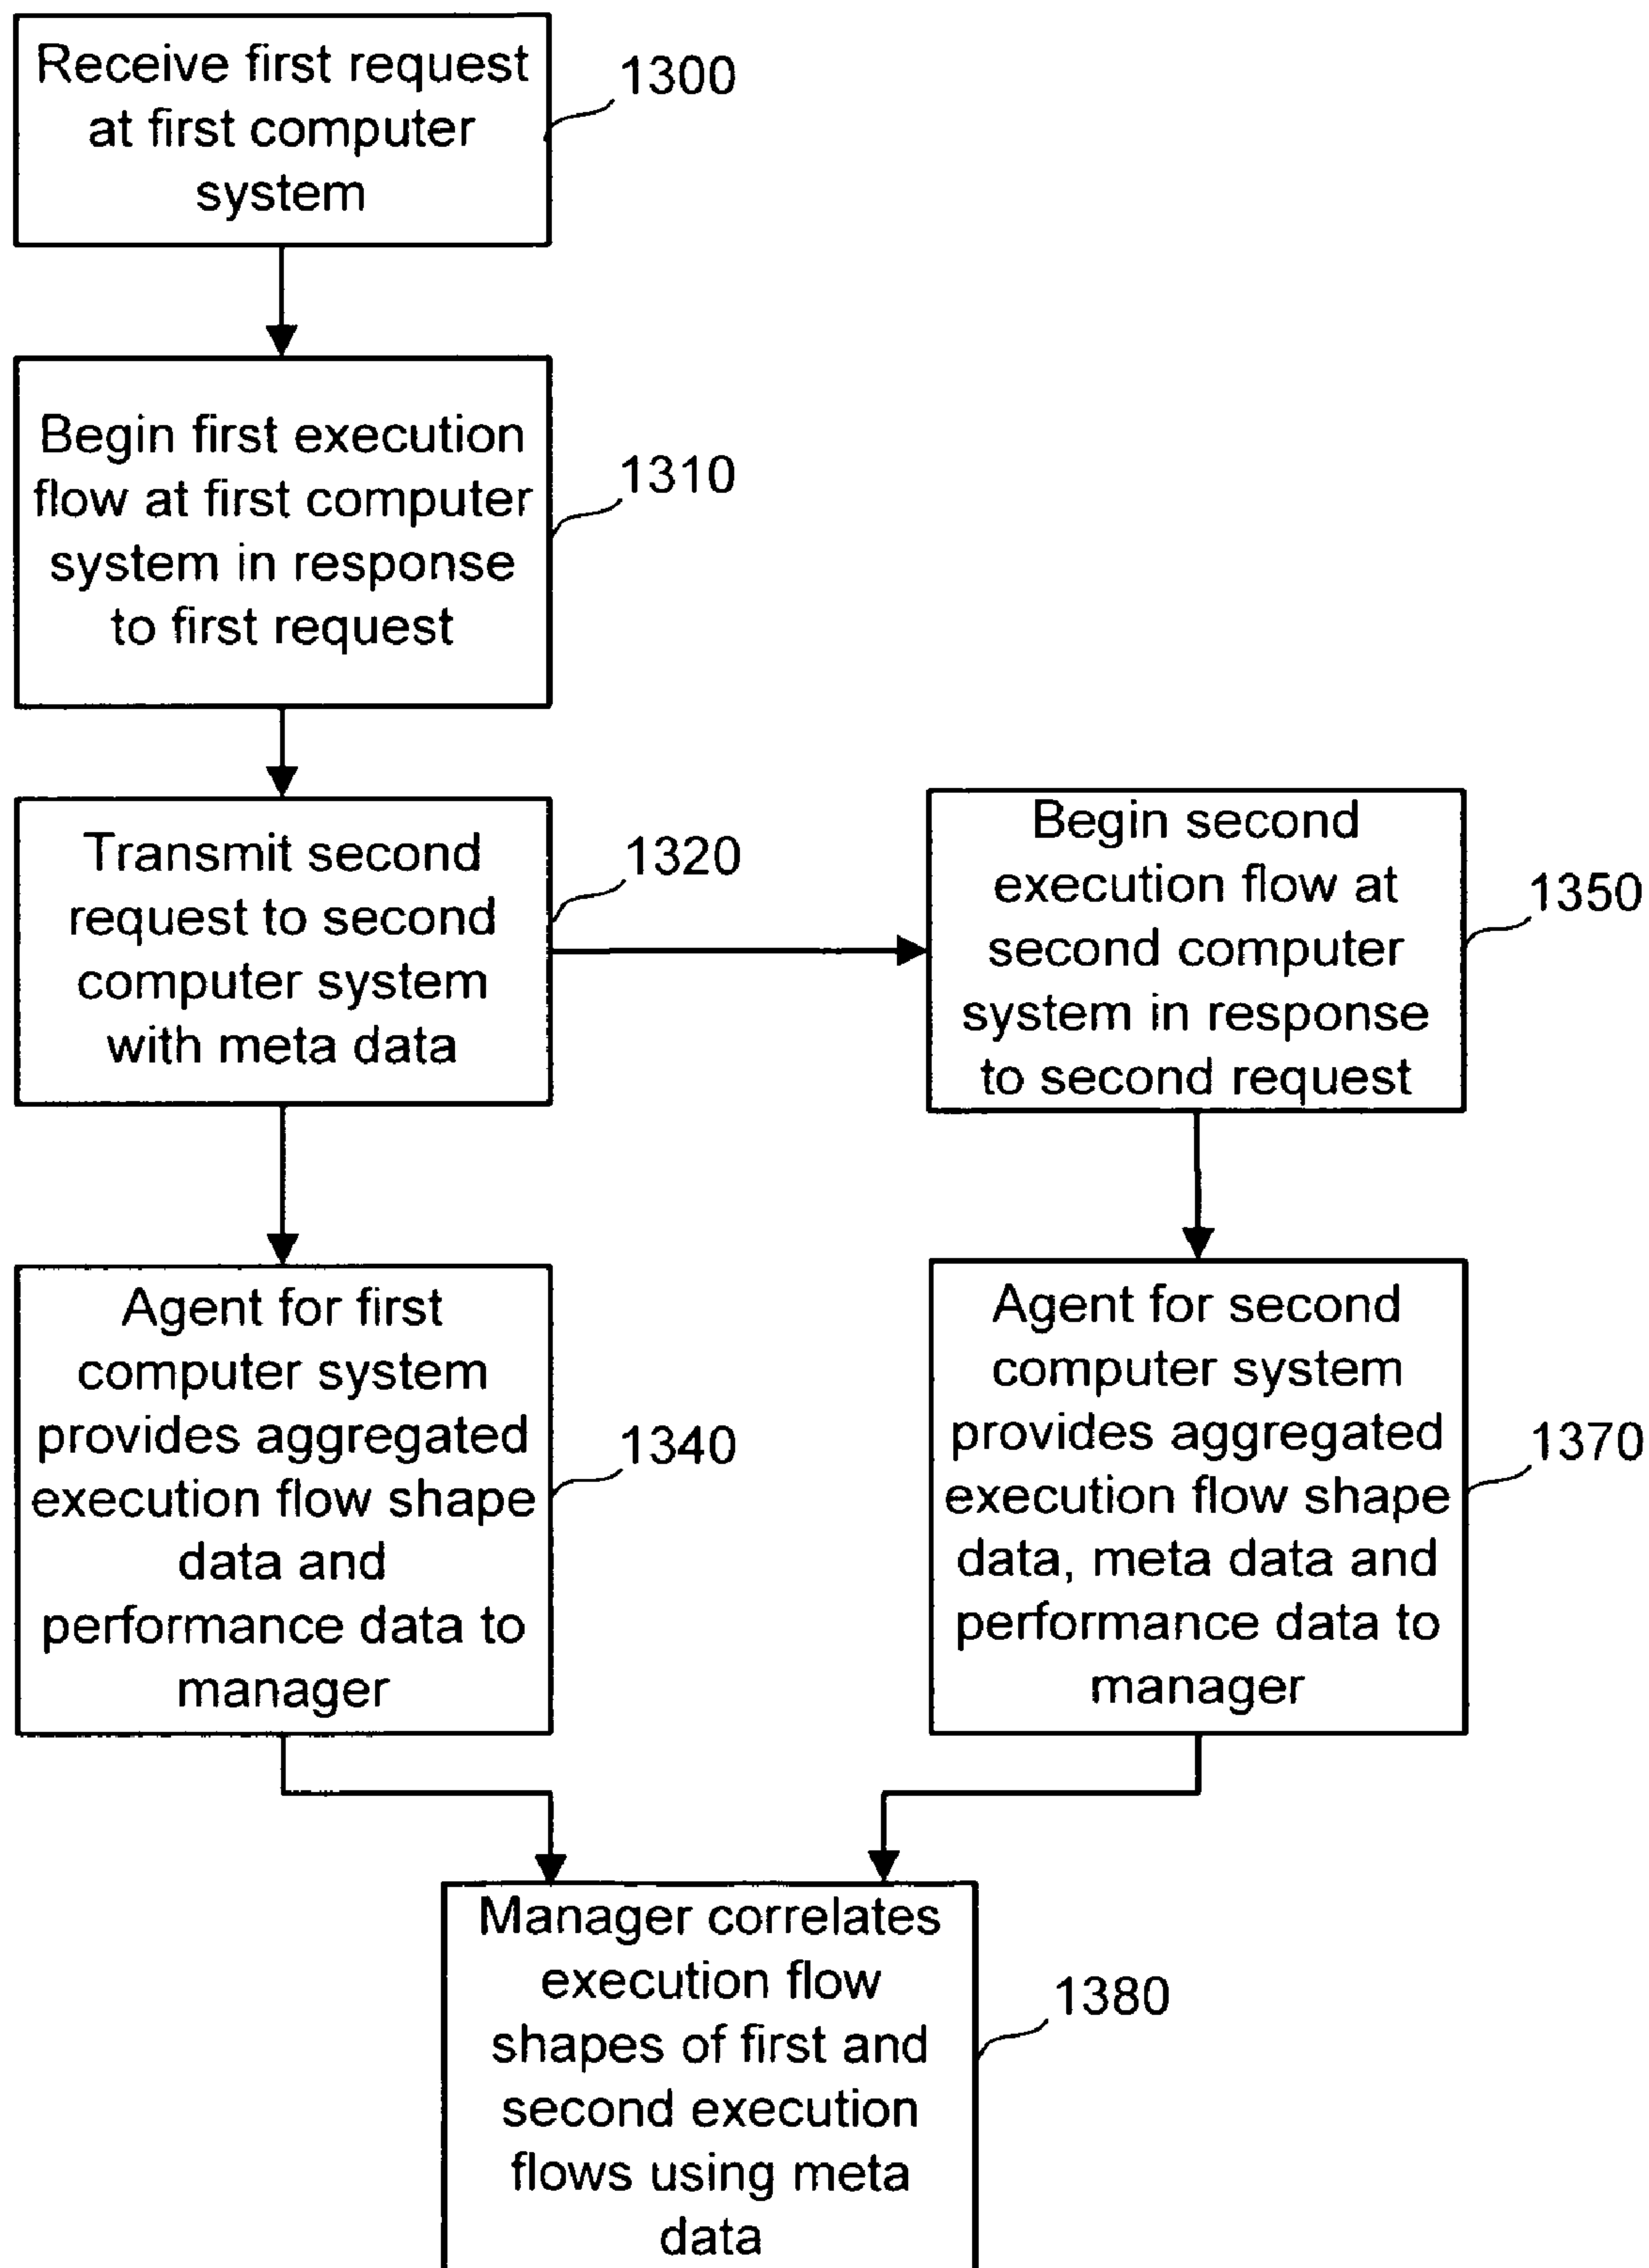 Receive first request
at first computer
system
1300
Begin first execution
flow at first computer
system in response
to first request
1310
Transmit second
request to second
computer system
with meta data
1320
Begin second
execution flow at
second computer
system in response
to second request
1350
Agent for first
computer system
provides aggregated
execution flow shape
data and
performance data to
manager
1340
Agent for second
computer system
provides aggregated
execution flow shape
data, meta data and
performance data to
manager
1370
Manager correlates
execution flow
shapes of first and
second execution
flows using meta
data
1380